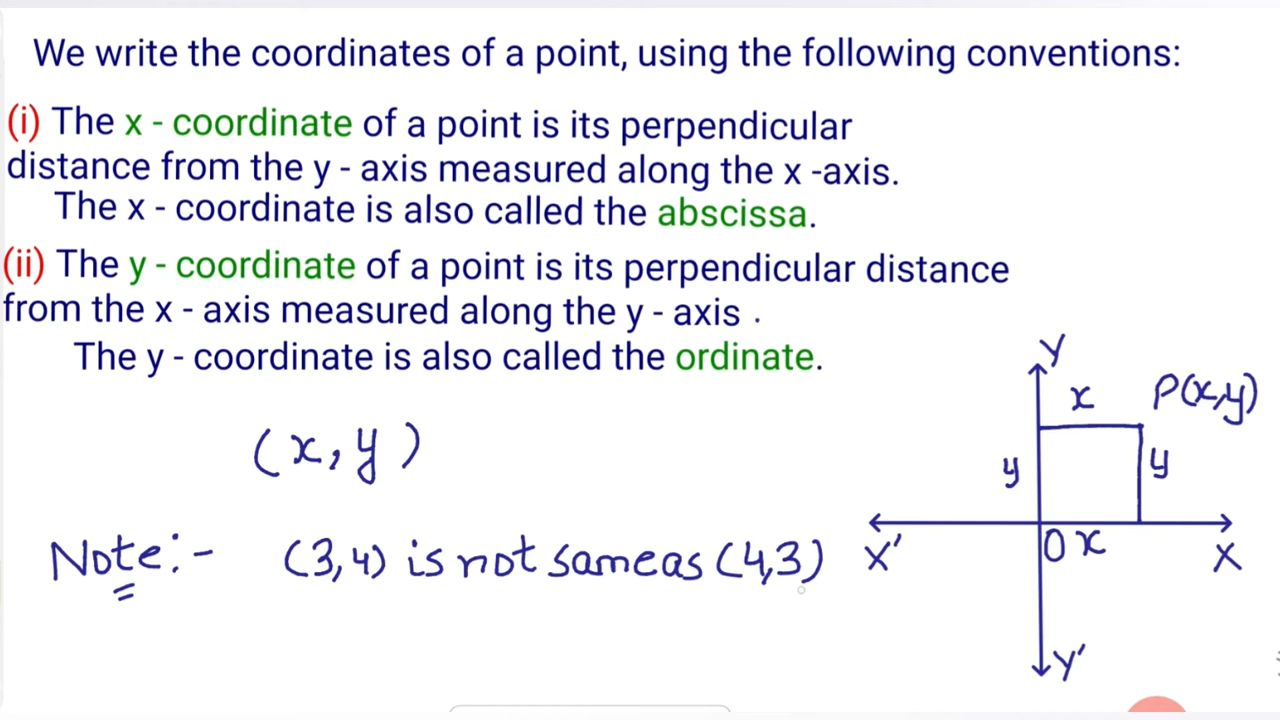 We write the coordinates of a point, using the following conventions:
(i) The x - coordinate of a point is its perpendicular
distance from the y - axis measured along the x -axis.
The x - coordinate is also called the abscissa.
(ii) The y - coordinate of a point is its perpendicular distance
from the x - axis measured along the y - axis .
The y - coordinate is also called the ordinate.
(x, y)
Note:- (3,4) is not same as (4,3)
Y
x P(x,y)
y y
X' O x X
Y'